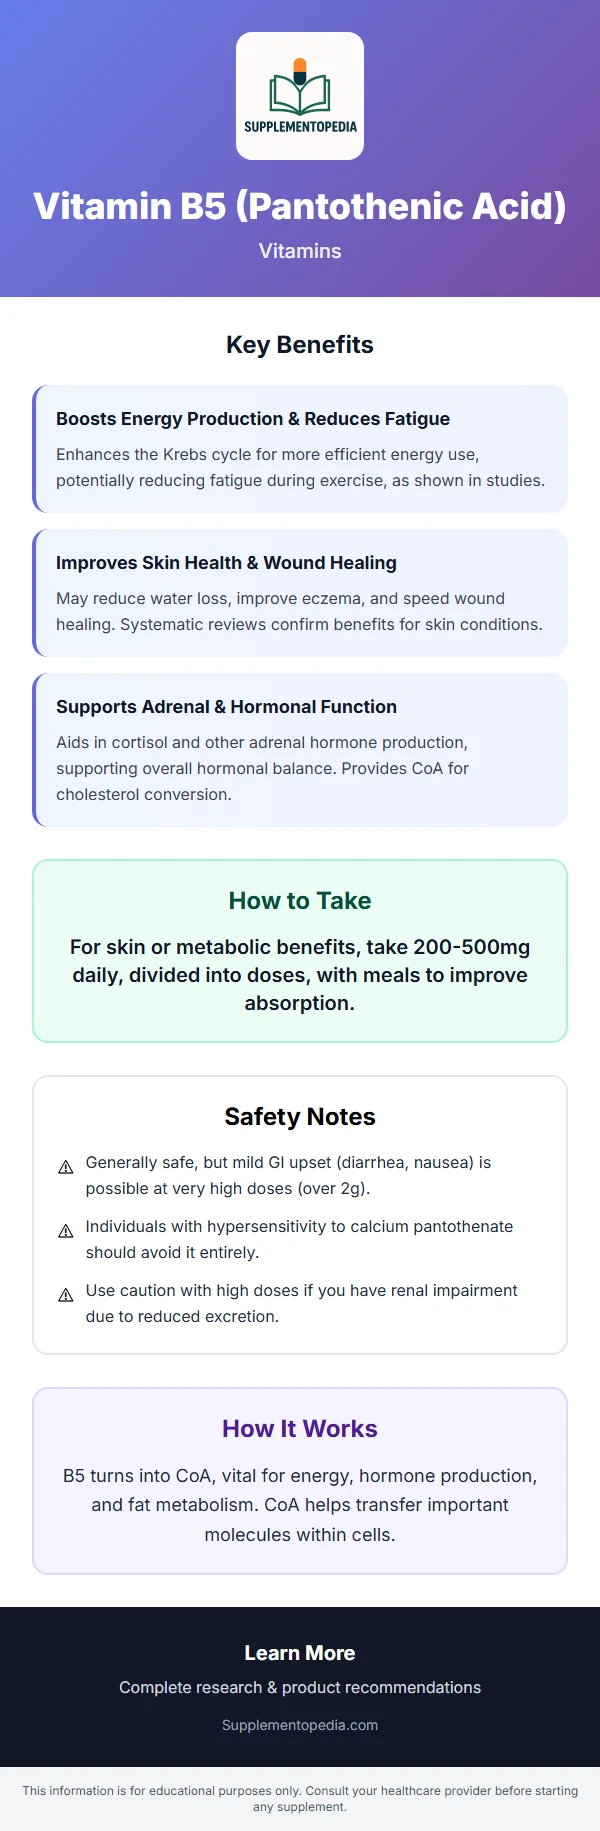 SUPPLEMENTOPEDIA
Vitamin B5 (Pantothenic Acid)
Vitamins
Key Benefits
Boosts Energy Production & Reduces Fatigue
Enhances the Krebs cycle for more efficient energy use,
potentially reducing fatigue during exercise, as shown in studies.
Improves Skin Health & Wound Healing
May reduce water loss, improve eczema, and speed wound
healing. Systematic reviews confirm benefits for skin conditions.
Supports Adrenal & Hormonal Function
Aids in cortisol and other adrenal hormone production,
supporting overall hormonal balance. Provides CoA for
cholesterol conversion.
How to Take
For skin or metabolic benefits, take 200-500mg
daily, divided into doses, with meals to improve
absorption.
Safety Notes
Generally safe, but mild GI upset (diarrhea, nausea) is
possible at very high doses (over 2g).
Individuals with hypersensitivity to calcium pantothenate
should avoid it entirely.
Use caution with high doses if you have renal impairment
due to reduced excretion.
How It Works
B5 turns into CoA, vital for energy, hormone production,
and fat metabolism. CoA helps transfer important
molecules within cells.
Learn More
Complete research & product recommendations
Supplementopedia.com
This information is for educational purposes only. Consult your healthcare provider before starting
any supplement.